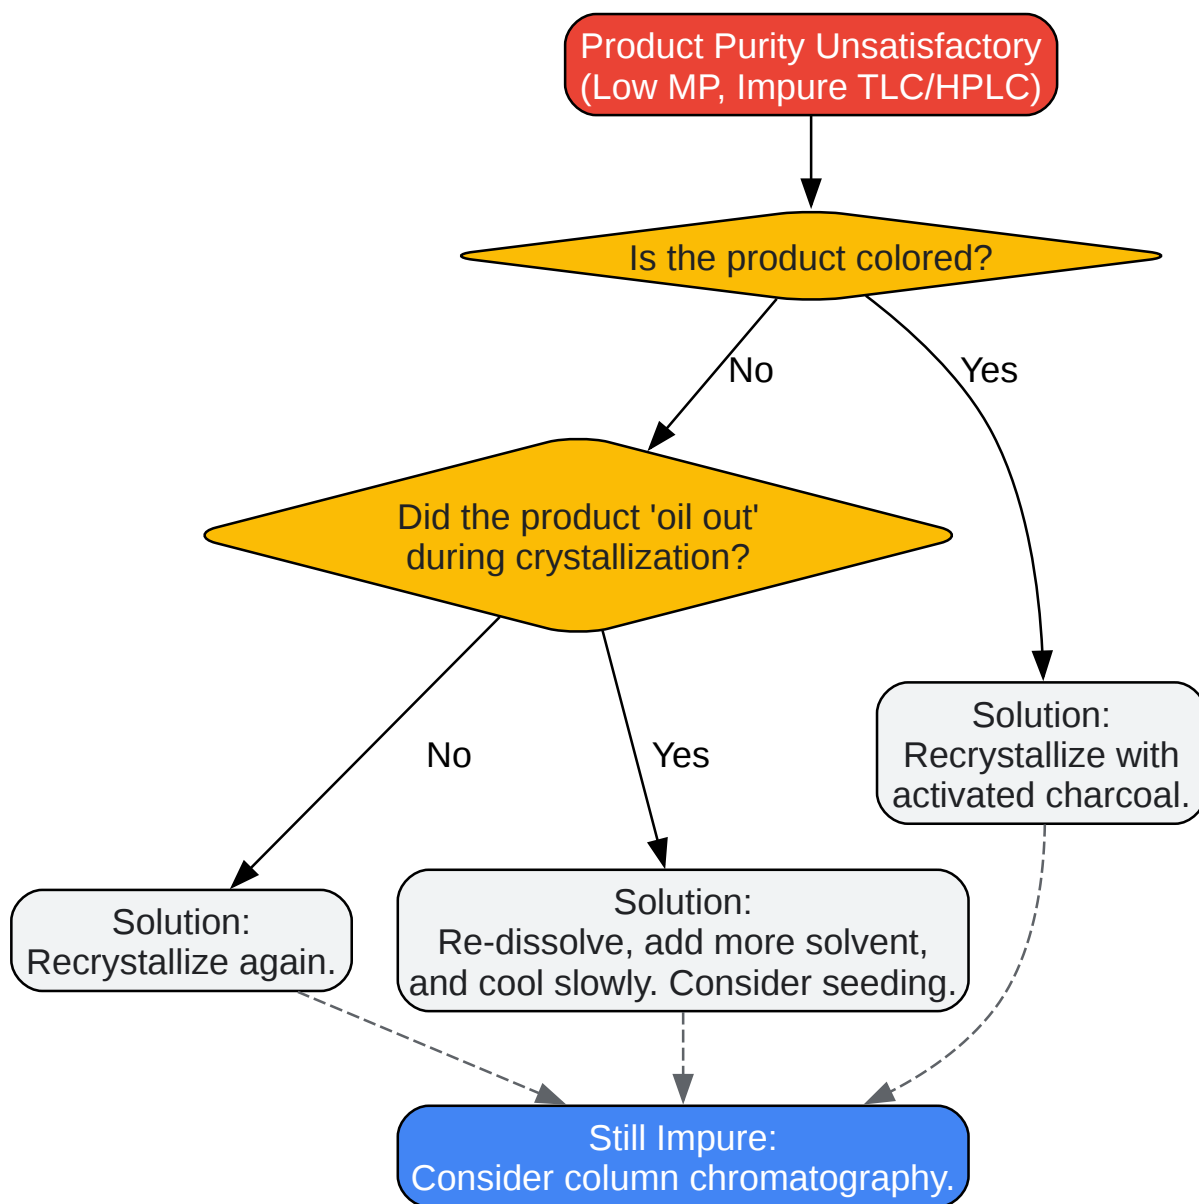 Product Purity Unsatisfactory
(Low MP, Impure TLC/HPLC)
Is the product colored?
No
Yes
Did the product 'oil out'
during crystallization?
No
Yes
Solution:
Recrystallize with
activated charcoal.
Solution:
Recrystallize again.
Solution:
Re-dissolve, add more solvent,
and cool slowly. Consider seeding.
Still Impure:
Consider column chromatography.